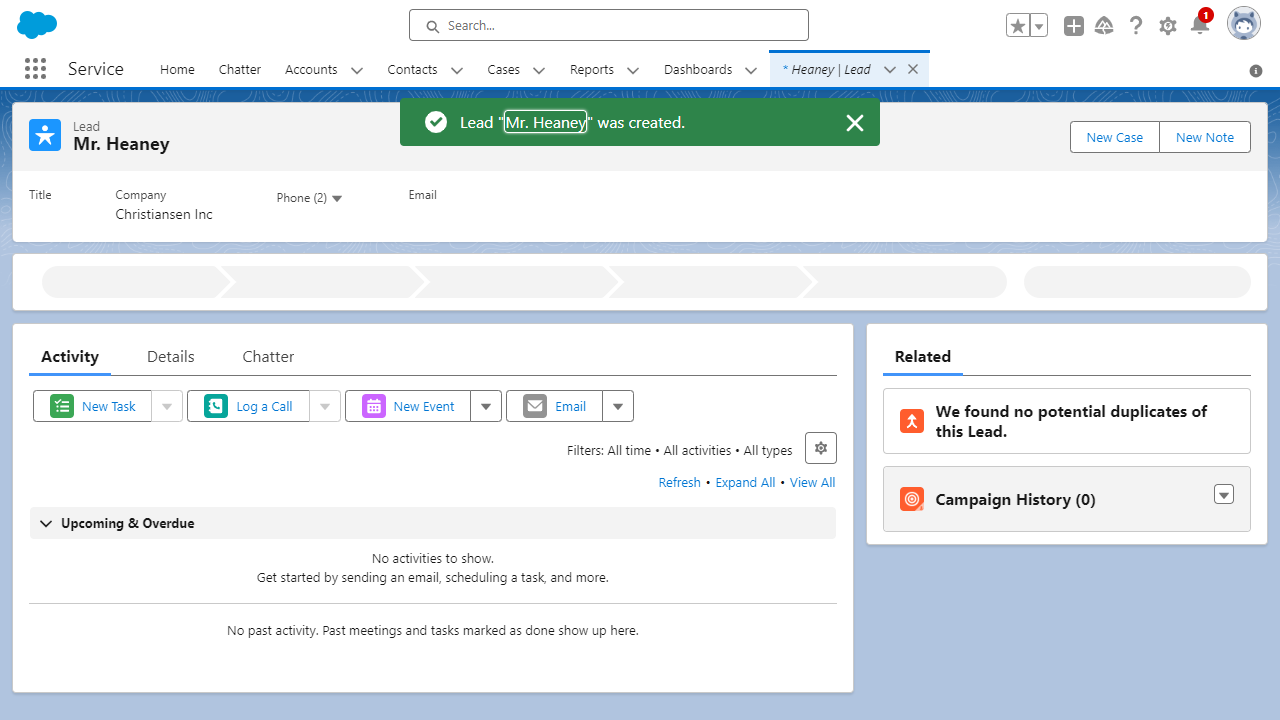 Search...
1
Service
Home
Chatter
Accounts
Contacts
Cases
Reports
Dashboards
* Heaney | Lead
Lead "Mr. Heaney" was created.
Lead
Mr. Heaney
New Case
New Note
Title
Company
Christiansen Inc
Phone (2)
Email
Activity
Details
Chatter
New Task
Log a Call
New Event
Email
Filters: All time • All activities • All types
Refresh • Expand All • View All
Upcoming & Overdue
No activities to show.
Get started by sending an email, scheduling a task, and more.
No past activity. Past meetings and tasks marked as done show up here.
Related
We found no potential duplicates of
this Lead.
Campaign History (0)